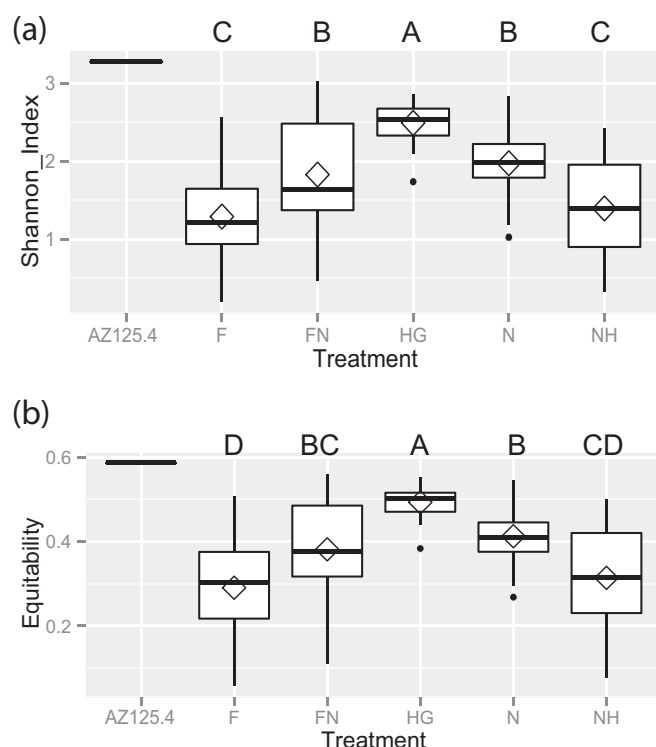 (a)
C B A B C
Shannon_Index
3
2
1
AZ125.4 F FN HG N NH
Treatment
(b)
D BC A B CD
Equitability
0.6
0.4
0.2
AZ125.4 F FN HG N NH
Treatment